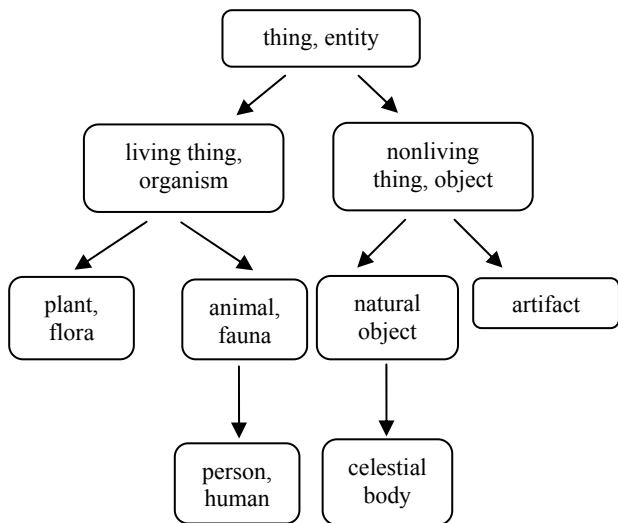 thing, entity
living thing,
organism
nonliving
thing, object
plant,
flora
animal,
fauna
natural
object
artifact
person,
human
celestial
body